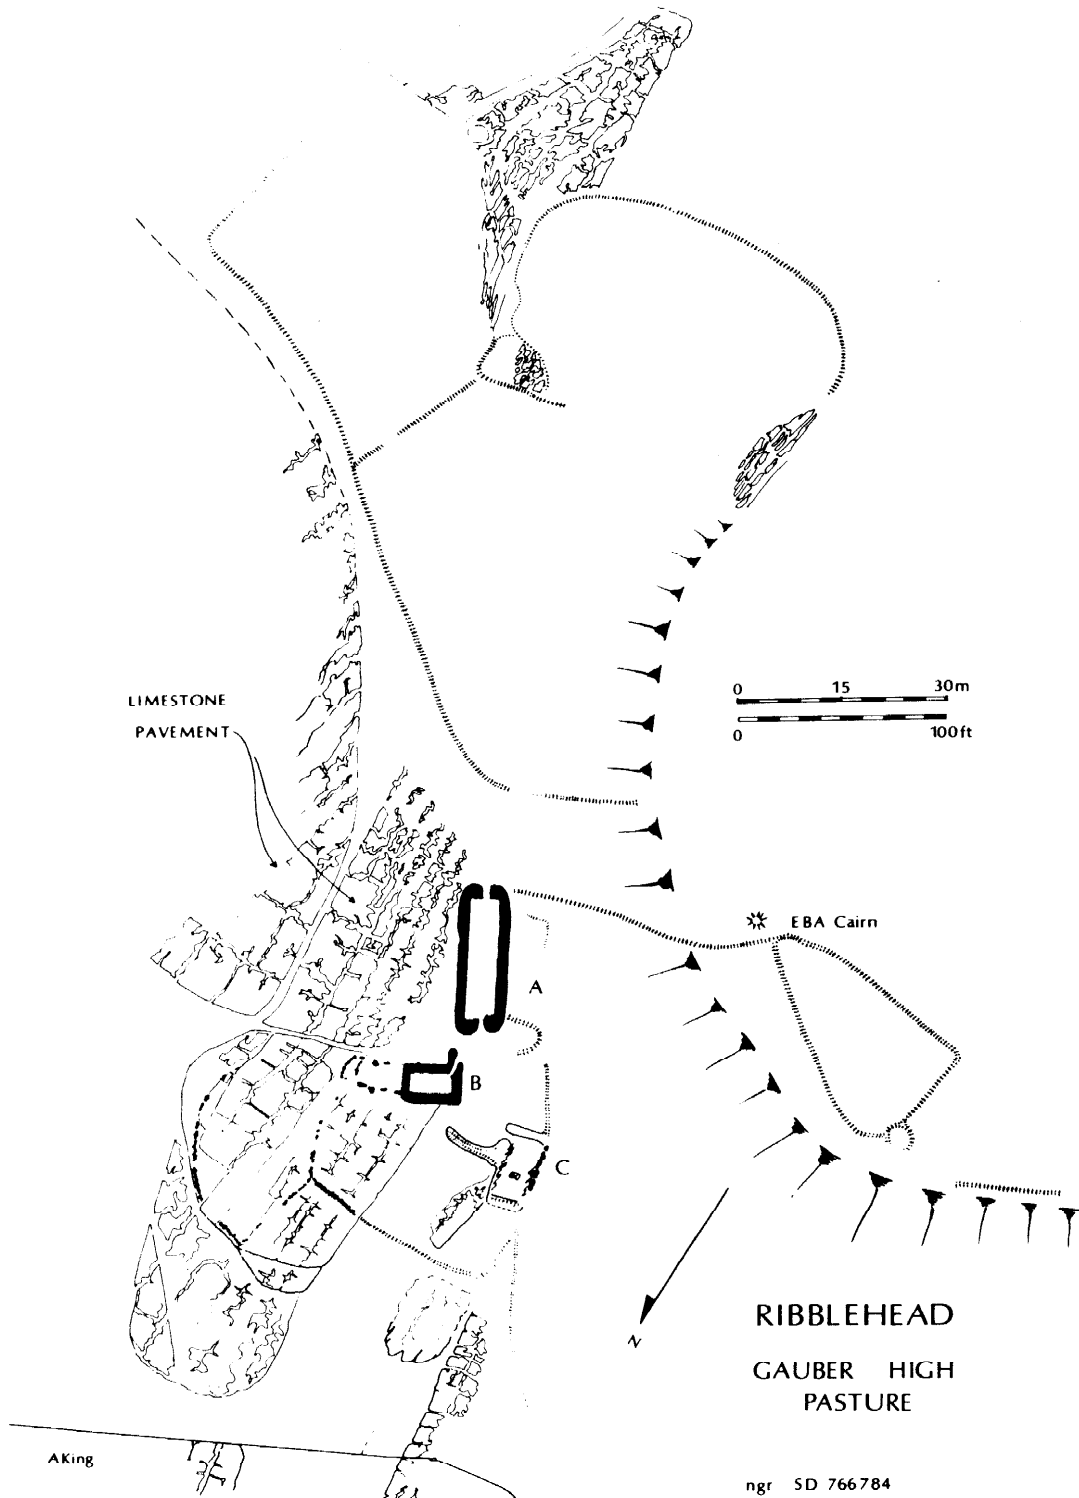 LIMESTONE
PAVEMENT
0 15 30m
0 100ft
EBA Cairn
A
B
C
N
RIBBLEHEAD
GAUBER HIGH
PASTURE
AKing
ngr SD 766784